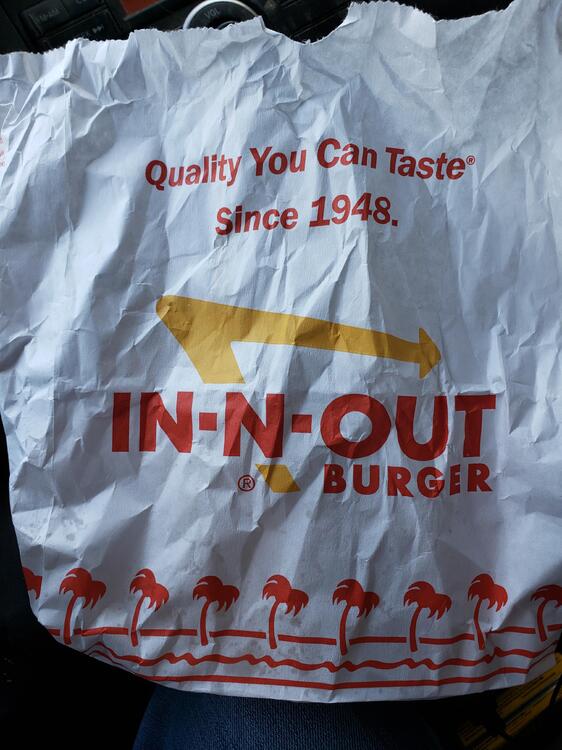 Quality You Can Taste®
Since 1948.
IN-N-OUT
® BURGER